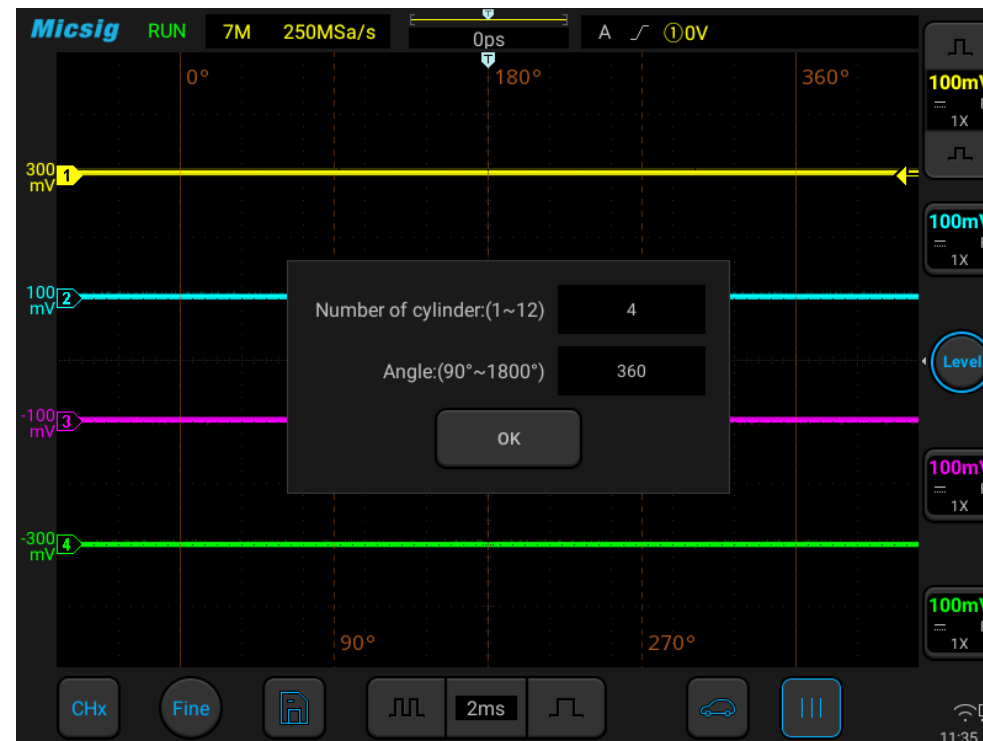 Micsig RUN 7M 250MSa/s T 0ps A ①0V
T
0° 180° 360°
100mV
1X
300 mV 1
100mV
1X
100 mV 2
Number of cylinder:(1~12) 4
Level
Angle:(90°~1800°) 360
-100 mV 3
OK
100mV
1X
-300 mV 4
100mV
1X
90° 270°
CHx Fine 2ms
11:35